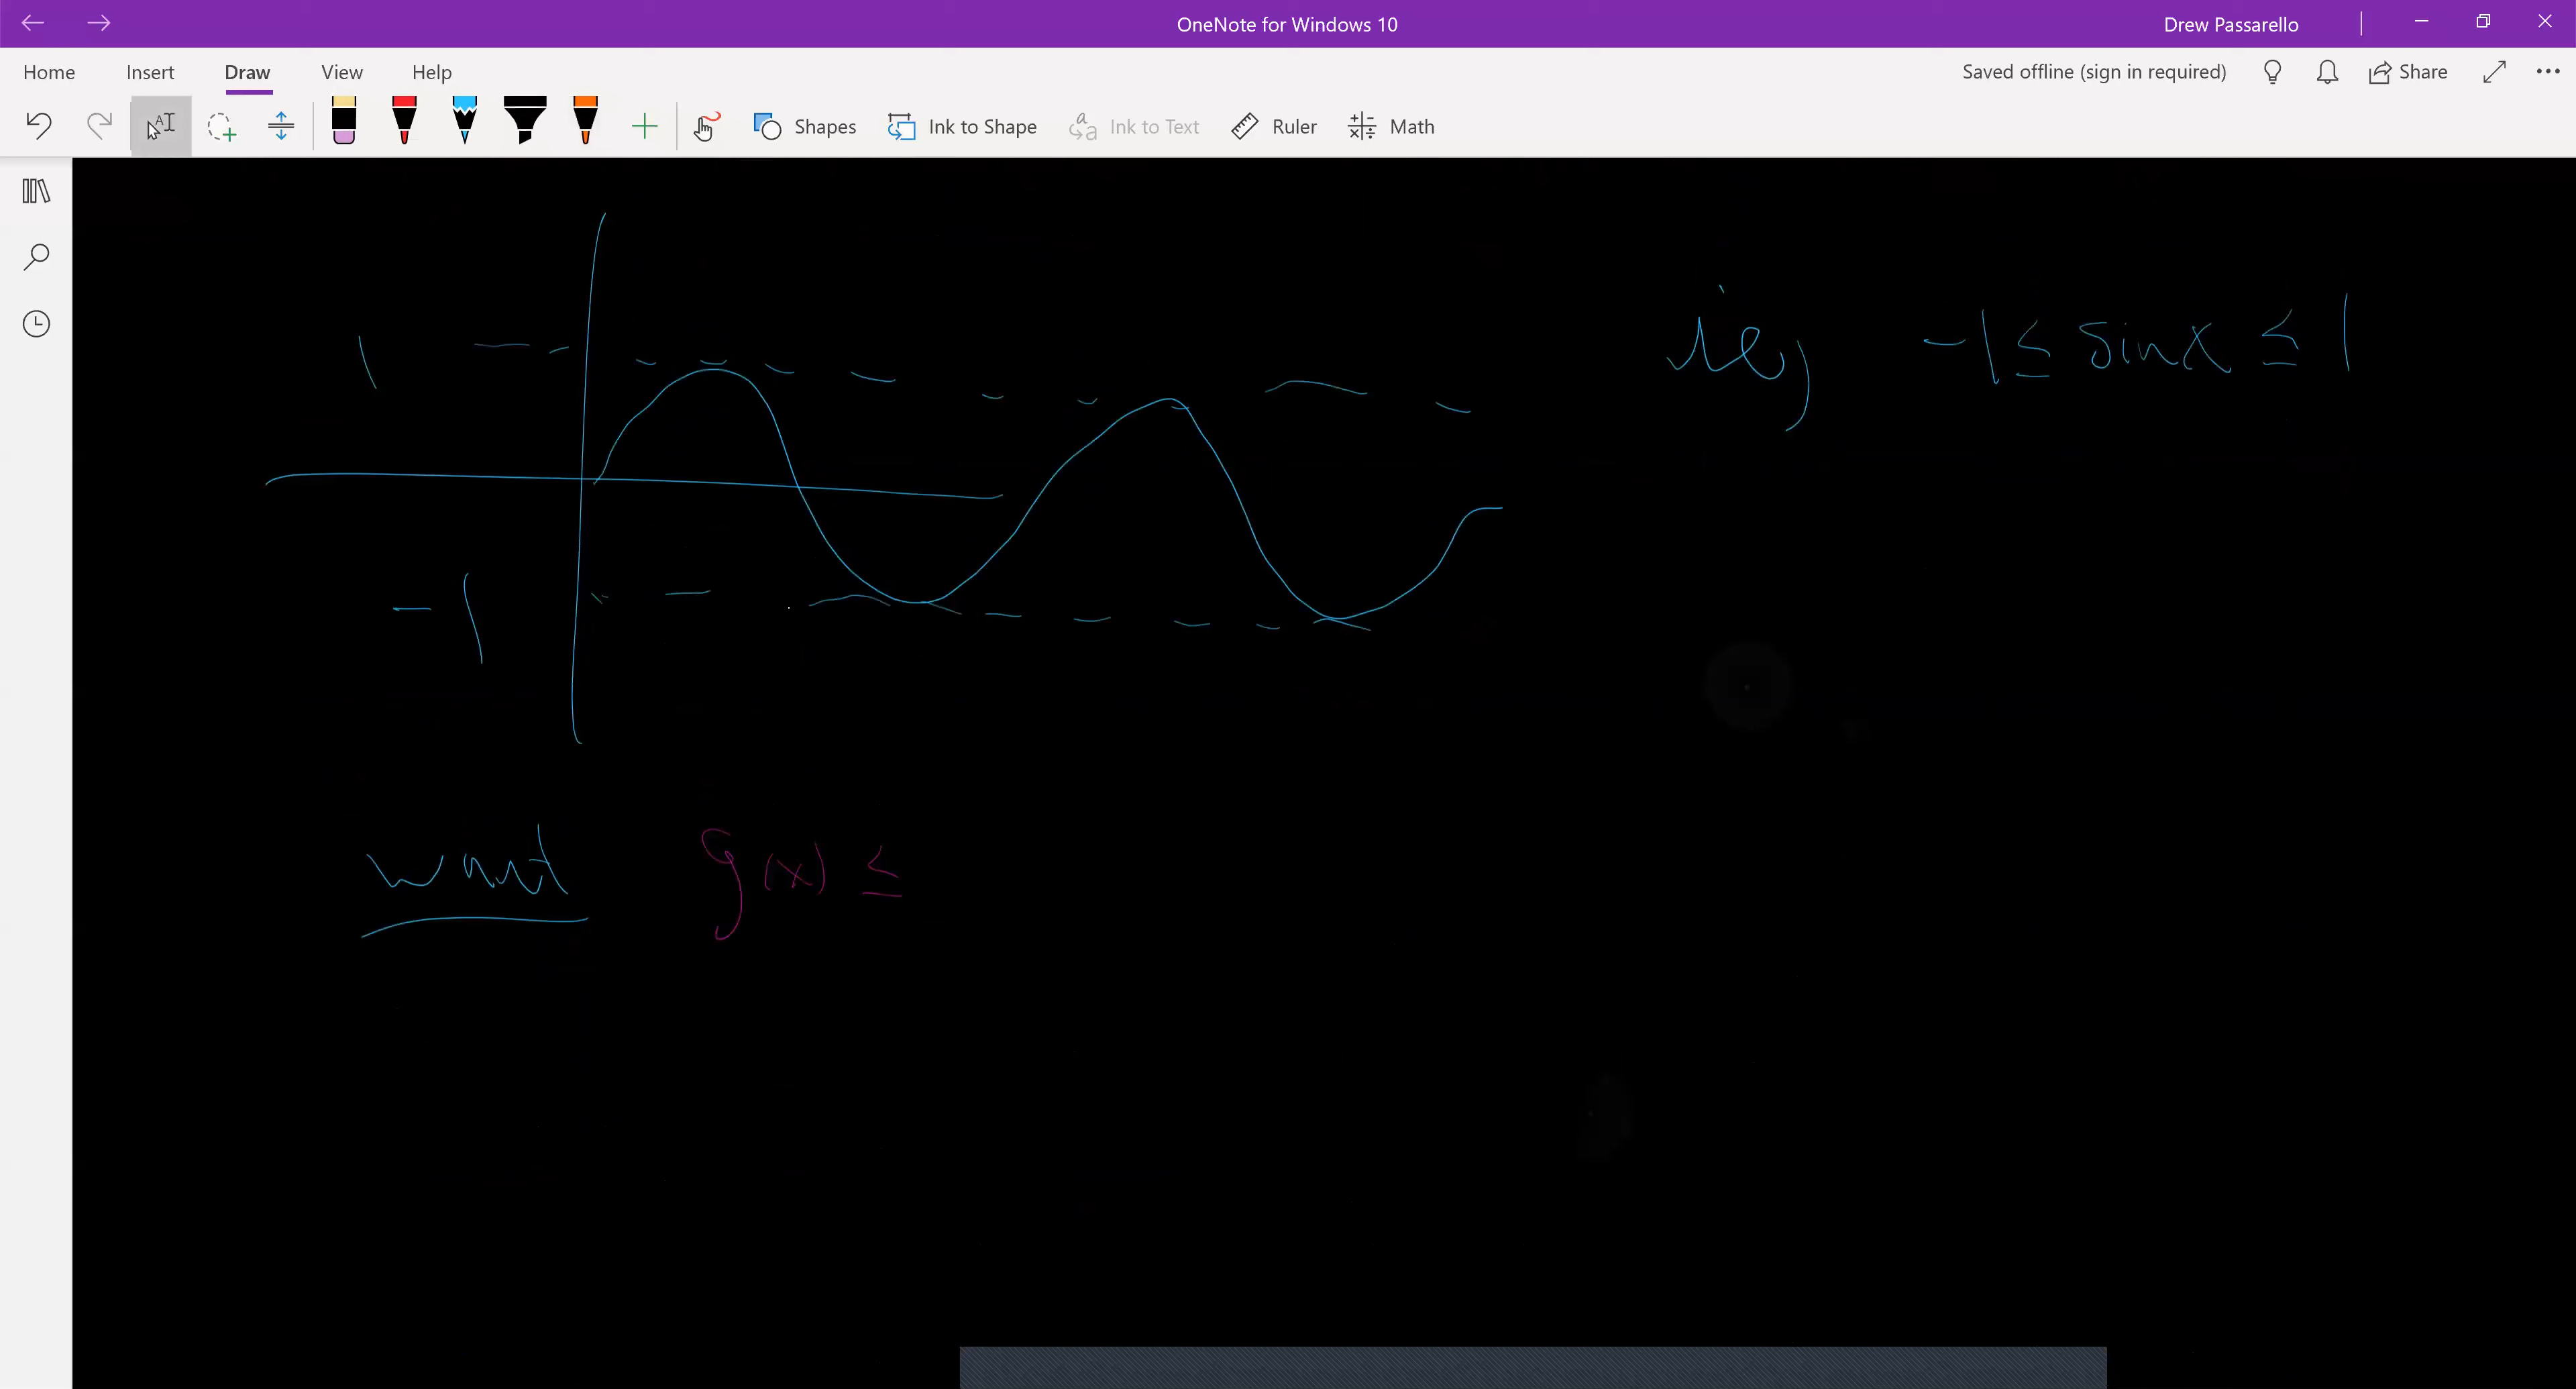 OneNote for Windows 10
Drew Passarello
Home Insert Draw View Help
Saved offline (sign in required) Share
Shapes Ink to Shape Ink to Text Ruler Math
1
ie, -1 ≤ sinx ≤ 1
-1
want g(x) ≤